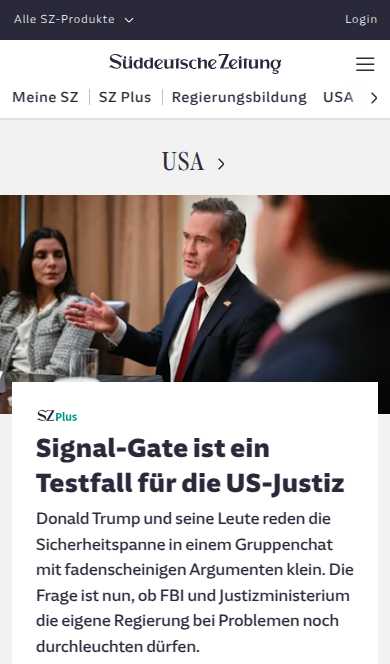 Alle SZ-Produkte
Login
Süddeutsche Zeitung
Meine SZ
SZ Plus
Regierungsbildung
USA
USA
SZ Plus
Signal-Gate ist ein
Testfall für die US-Justiz
Donald Trump und seine Leute reden die
Sicherheitspanne in einem Gruppenchat
mit fadenscheinigen Argumenten klein. Die
Frage ist nun, ob FBI und Justizministerium
die eigene Regierung bei Problemen noch
durchleuchten dürfen.